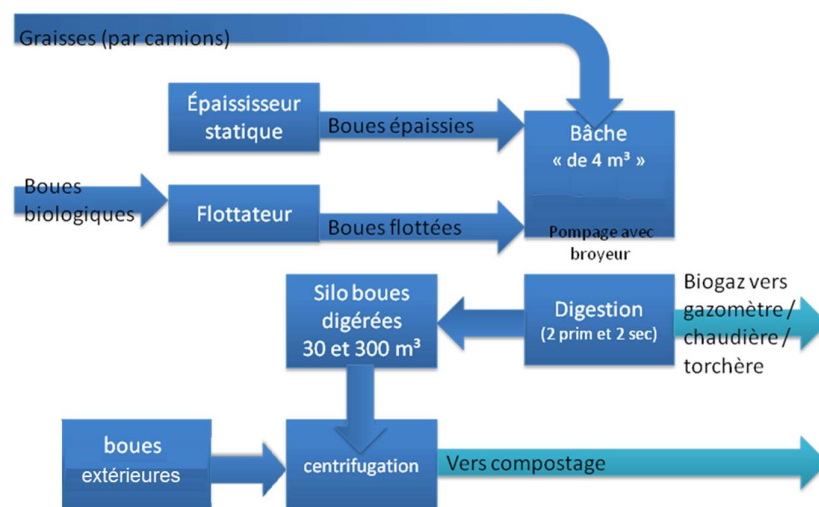 Graisses (par camions)
Épaississeur
statique
Boues épaissies
Bâche
« de 4 m³ »
Boues
biologiques
Flottateur
Boues flottées
Pompage avec
broyeur
Silo boues
digérées
30 et 300 m³
Digestion
(2 prim et 2 sec)
Biogaz vers
gazomètre /
chaudière /
torchère
boues
extérieures
centrifugation
Vers compostage